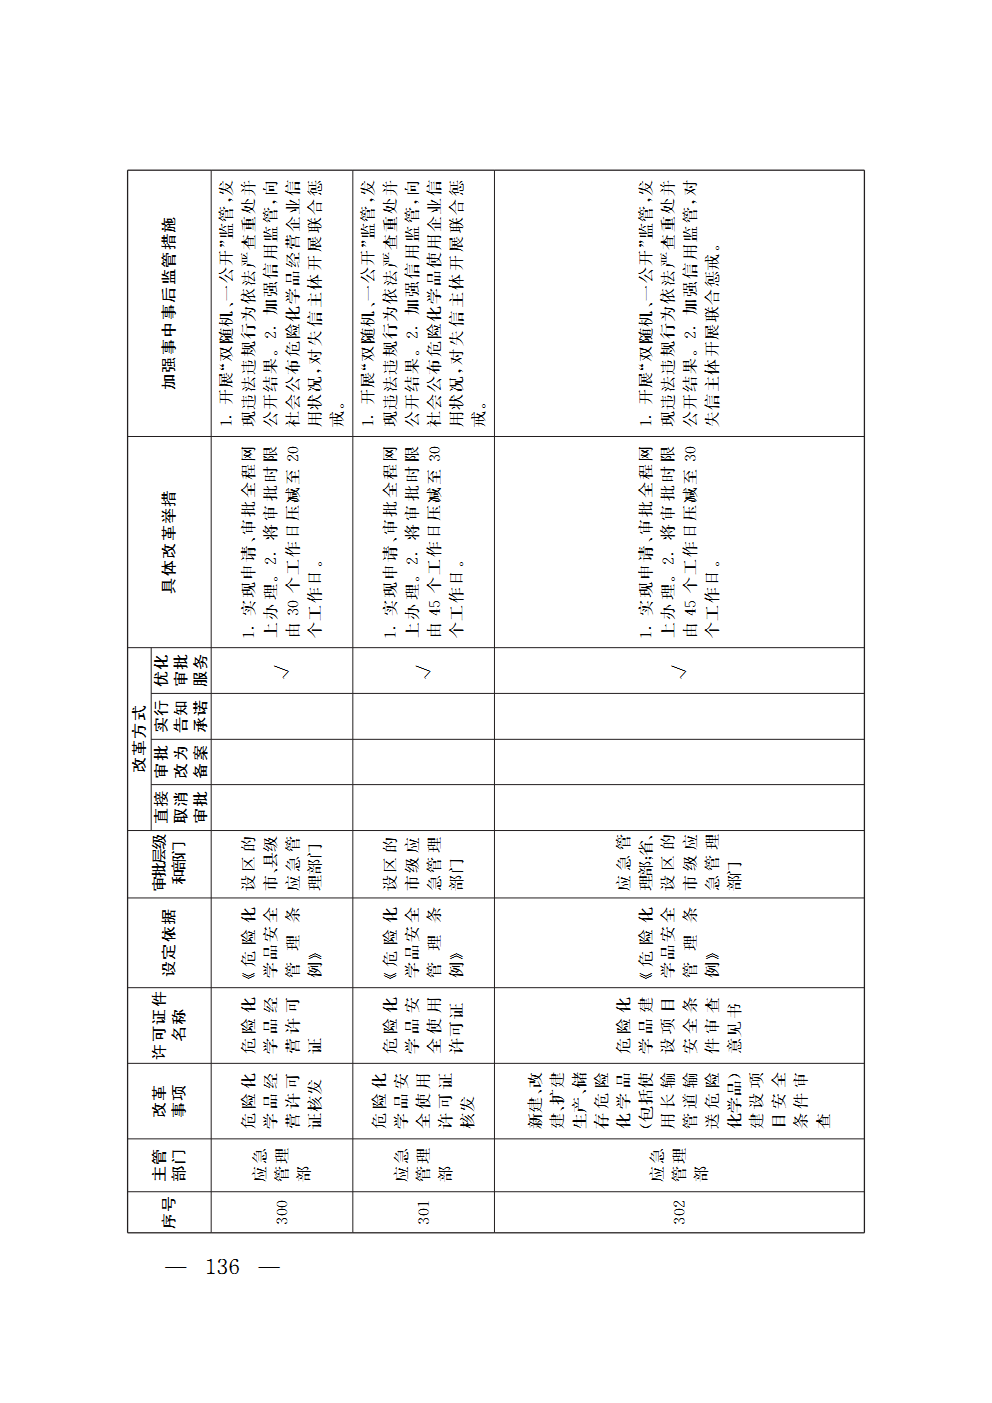 序号
主管
部门
改革
事项
许可证件
名称
设定依据
审批层级
和部门
改革方式
直接
取消
审批
审批
改为
备案
实行
告知
承诺
优化
审批
服务
具体改革举措
加强事中事后监管措施
300
应急
管理
部
危险化
学品经
营许可
证核发
危险化
学品经
营许可
证
《危险化
学品安全
管理条
例》
设区的
市、县级
应急管
理部门
√
1. 实现申请、审批全程网
上办理。2. 将审批时限
由 30 个工作日压减至 20
个工作日。
1. 开展“双随机、一公开”监管,发
现违法违规行为依法严查重处并
公开结果。2. 加强信用监管,向
社会公布危险化学品经营企业信
用状况,对失信主体开展联合惩
戒。
301
应急
管理
部
危险化
学品安
全使用
许可证
核发
危险化
学品安
全使用
许可证
《危险化
学品安全
管理条
例》
设区的
市级应
急管理
部门
√
1. 实现申请、审批全程网
上办理。2. 将审批时限
由 45 个工作日压减至 30
个工作日。
1. 开展“双随机、一公开”监管,发
现违法违规行为依法严查重处并
公开结果。2. 加强信用监管,向
社会公布危险化学品使用企业信
用状况,对失信主体开展联合惩
戒。
302
应急
管理
部
新建、改
建、扩建
生产、储
存危险
化学品
(包括使
用长输
管道输
送危险
化学品)
建设项
目安全
条件审
查
危险化
学品建
设项目
安全条
件审查
意见书
《危险化
学品安全
管理条
例》
应急管
理部;省、
设区的
市级应
急管理
部门
√
1. 实现申请、审批全程网
上办理。2. 将审批时限
由 45 个工作日压减至 30
个工作日。
1. 开展“双随机、一公开”监管,发
现违法违规行为依法严查重处并
公开结果。2. 加强信用监管,对
失信主体开展联合惩戒。
— 136 —